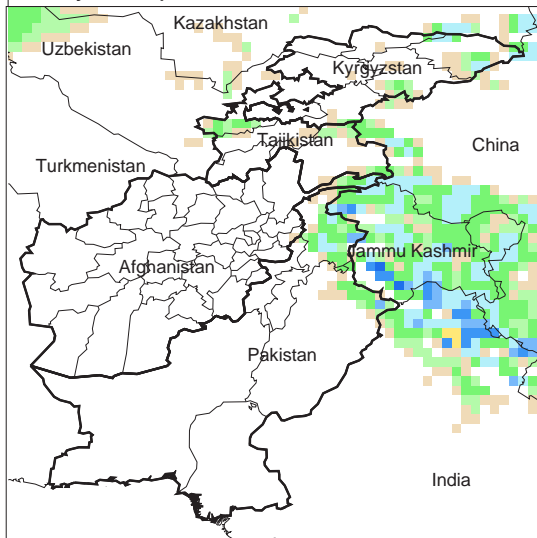 Kazakhstan
Uzbekistan
Kyrgyzstan
Tajikistan
China
Turkmenistan
Jammu Kashmir
Afghanistan
Pakistan
India